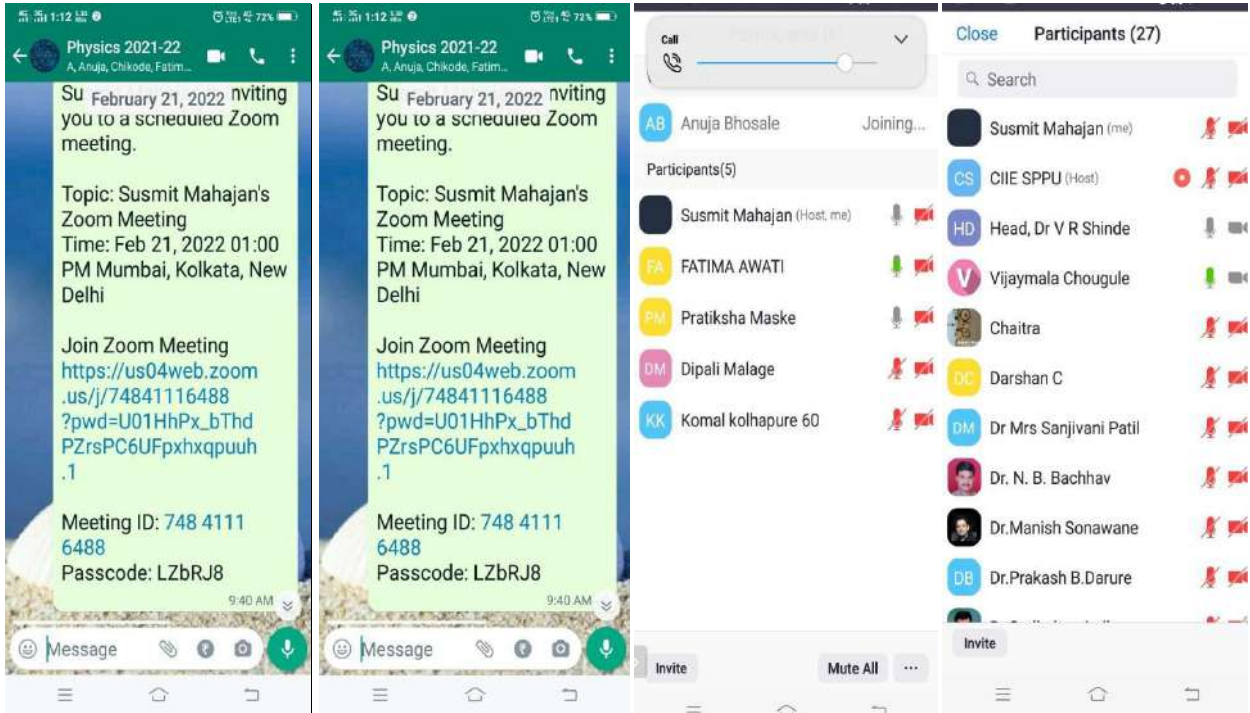 1:12 72%
Physics 2021-22
A, Anuja, Chikode, Fatim...
February 21, 2022 nviting
you to a scheduled Zoom
meeting.
Topic: Susmit Mahajan's
Zoom Meeting
Time: Feb 21, 2022 01:00
PM Mumbai, Kolkata, New
Delhi
Join Zoom Meeting
https://us04web.zoom
.us/j/74841116488
?pwd=U01HhPx_bThd
PZrsPC6UFpxhxqpuuh
.1
Meeting ID: 748 4111
6488
Passcode: LZbRJ8
9:40 AM
Message
1:12 72%
Physics 2021-22
A, Anuja, Chikode, Fatim...
February 21, 2022 nviting
you to a scheduled Zoom
meeting.
Topic: Susmit Mahajan's
Zoom Meeting
Time: Feb 21, 2022 01:00
PM Mumbai, Kolkata, New
Delhi
Join Zoom Meeting
https://us04web.zoom
.us/j/74841116488
?pwd=U01HhPx_bThd
PZrsPC6UFpxhxqpuuh
.1
Meeting ID: 748 4111
6488
Passcode: LZbRJ8
9:40 AM
Message
Call
AB Anuja Bhosale Joining...
Participants(5)
Susmit Mahajan (Host, me)
FA FATIMA AWATI
PM Pratiksha Maske
DM Dipali Malage
KK Komal kolhapure 60
Invite Mute All ...
Close Participants (27)
Search
Susmit Mahajan (me)
CS CIIE SPPU (Host)
HD Head, Dr V R Shinde
V Vijaymala Chougule
Chaitra
DC Darshan C
DM Dr Mrs Sanjivani Patil
Dr. N. B. Bachhav
Dr.Manish Sonawane
DB Dr.Prakash B.Darure
Invite